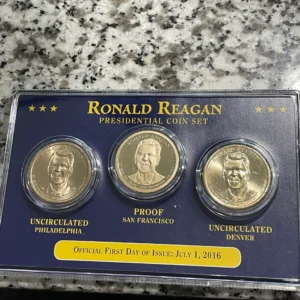 RONALD REAGAN
PRESIDENTIAL COIN SET
UNCIRCULATED
PHILADELPHIA
PROOF
SAN FRANCISCO
UNCIRCULATED
DENVER
OFFICIAL FIRST DAY OF ISSUE: JULY 1, 2016